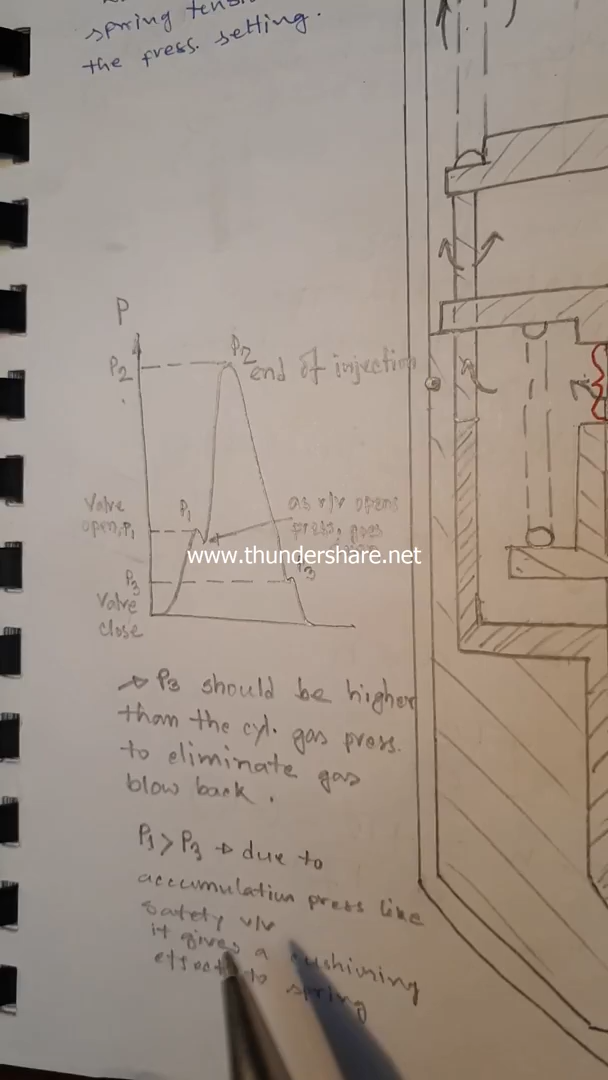 spring tension
the press. setting.
P
P2
P2
end of injection
Valve
open, P1
P1
as v/v opens
press. goes
www.thundershare.net
P3
P3
Valve
close
→ P3 should be higher
than the cyl. gas press.
to eliminate gas
blow back.
P1 > P3 → due to
accumulation press like
safety v/v
it gives a cushioning
effect to spring